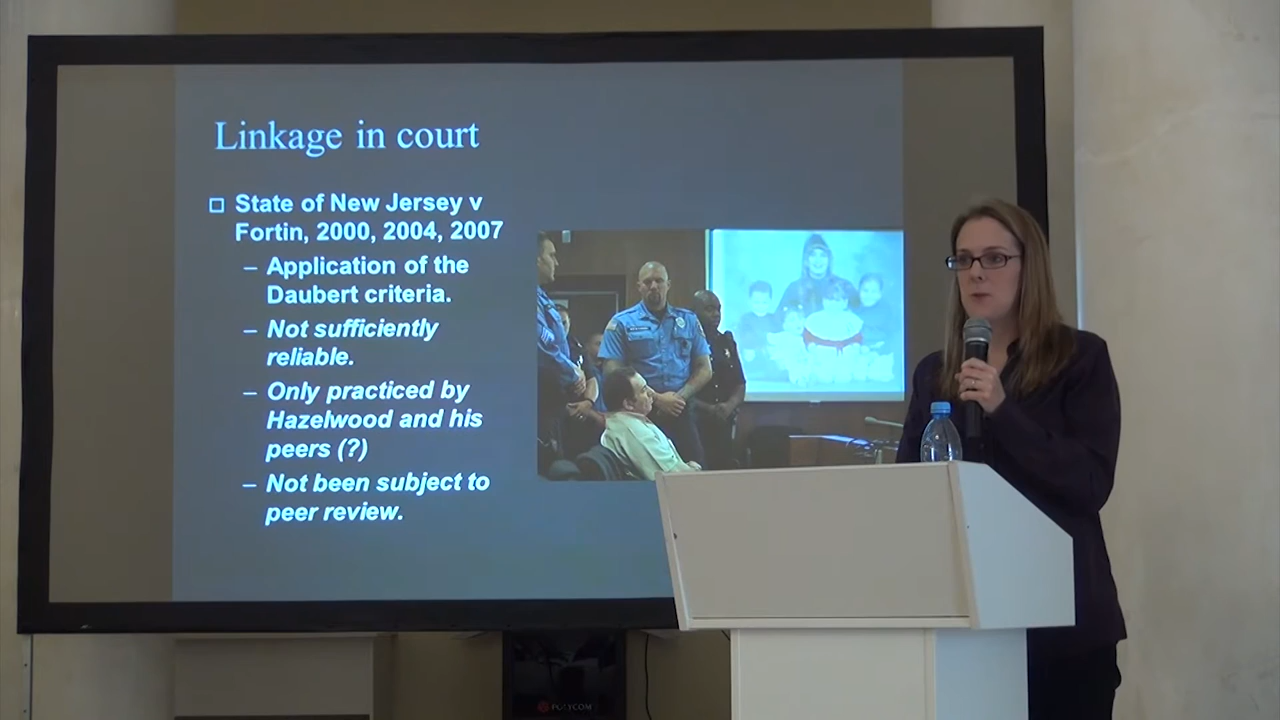 Linkage in court
□ State of New Jersey v
Fortin, 2000, 2004, 2007
– Application of the
Daubert criteria.
– Not sufficiently
reliable.
– Only practiced by
Hazelwood and his
peers (?)
– Not been subject to
peer review.
POLYCOM